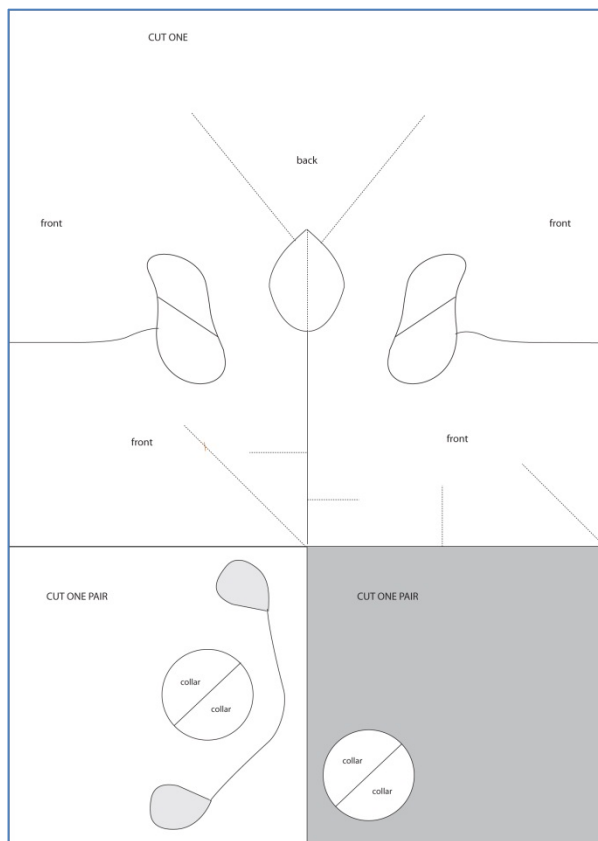 CUT ONE
back
front
front
front
front
CUT ONE PAIR
CUT ONE PAIR
collar
collar
collar
collar